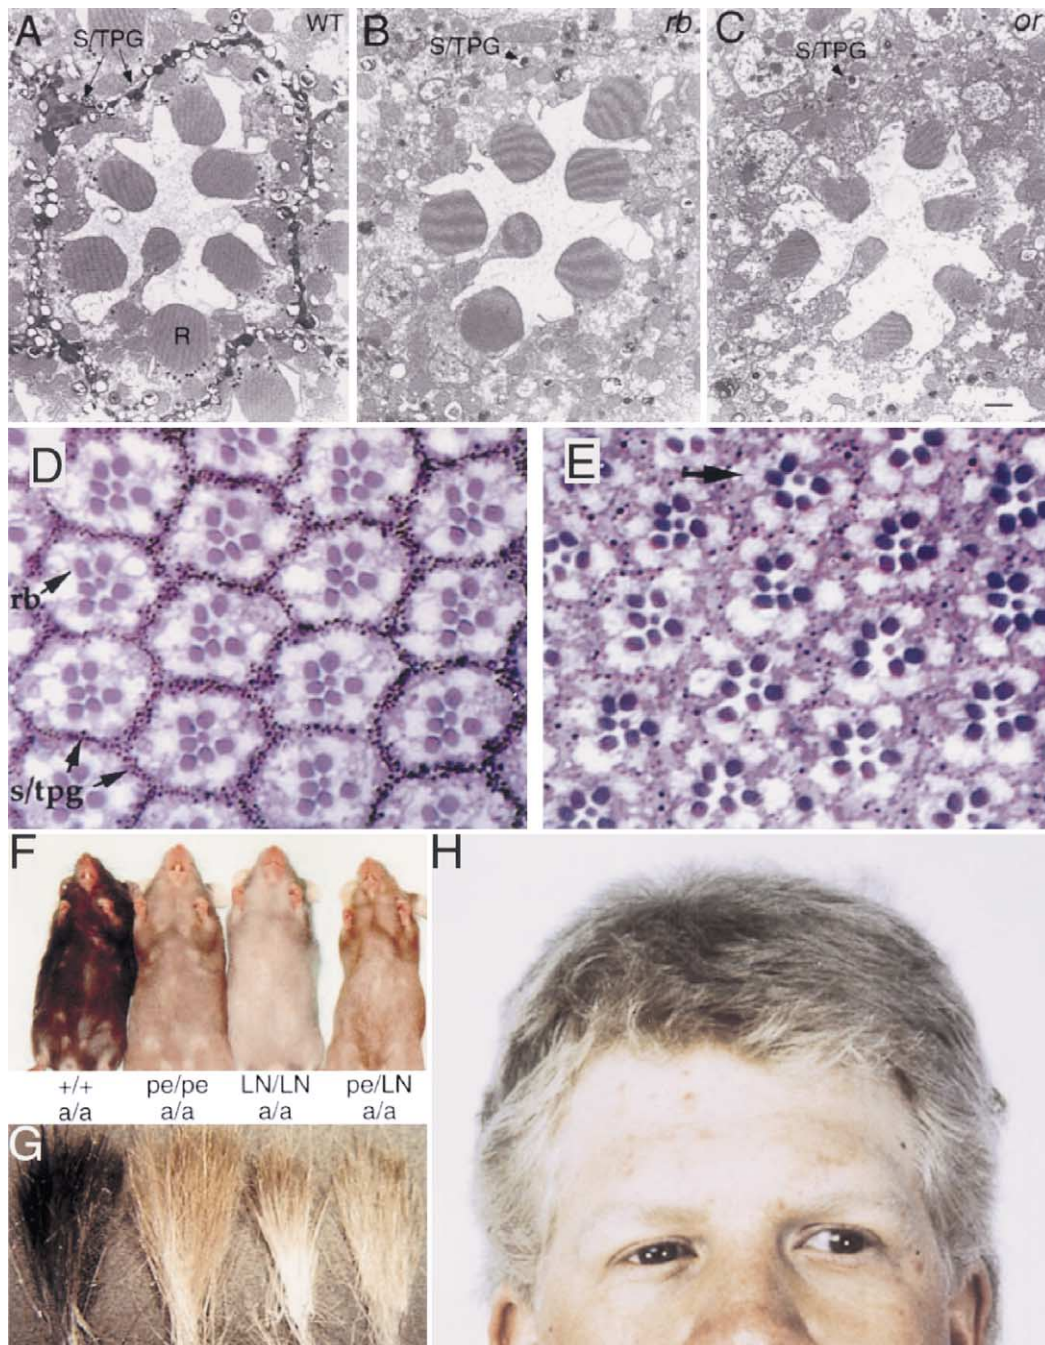 A S/TPG WT
B S/TPG rb
C S/TPG or
R
D
rb
s/tpg
E
F
+/+ pe/pe LN/LN pe/LN
a/a a/a a/a a/a
G
H